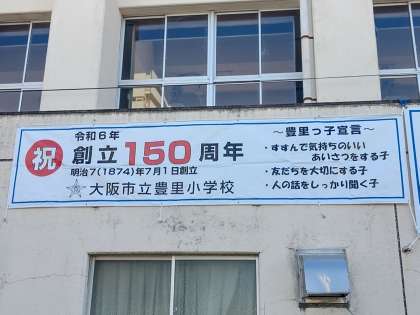 祝
令和6年
創立150周年
明治7(1874)年7月1日創立
大阪市立豊里小学校
～豊里っ子宣言～
・すすんで気持ちのいい
あいさつをする子
・友だちを大切にする子
・人の話をしっかり聞く子